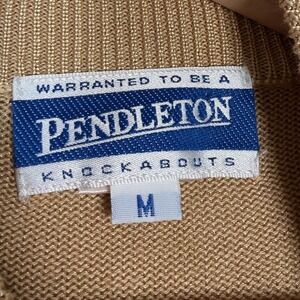 WARRANTED TO BE A
PENDLETON
KNOCKABOUTS
M